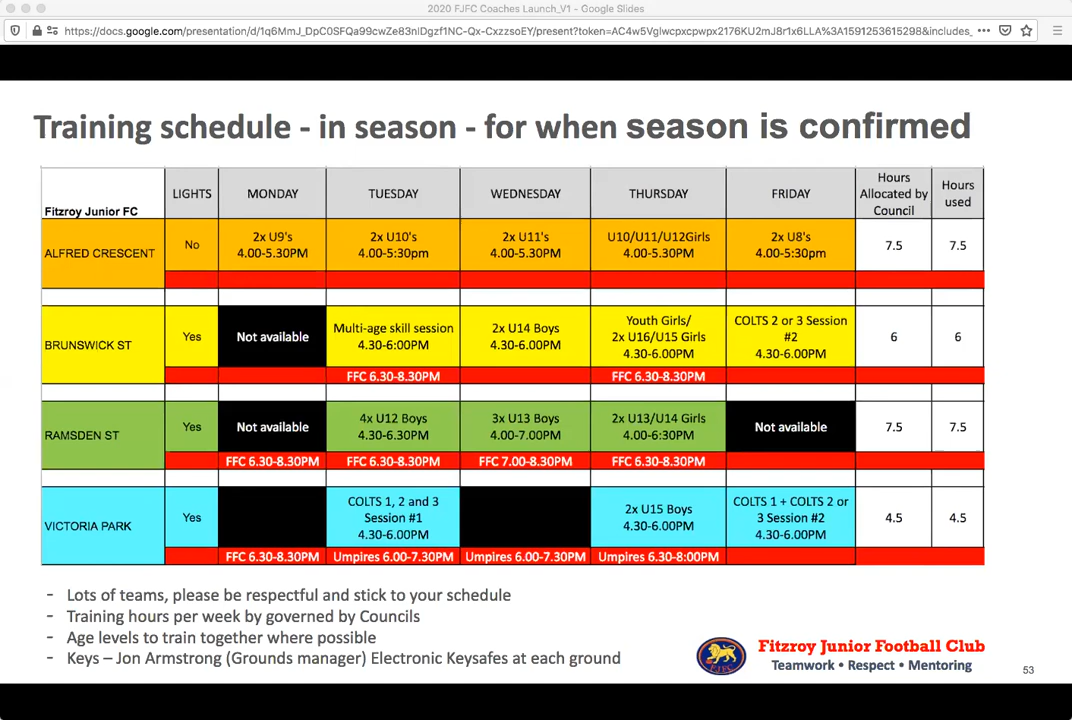 2020 FJFC Coaches Launch_V1 - Google Slides
https://docs.google.com/presentation/d/1q6MmJ_DpC0SFQa99cwZe83nlDgzf1NC-Qx-CxzzsoEY/present?token=AC4w5Vglwcpxcpwpx2176KU2mJ8r1x6LLA%3A1591253615298&includes_
Training schedule - in season - for when season is confirmed
Fitzroy Junior FC LIGHTS MONDAY TUESDAY WEDNESDAY THURSDAY FRIDAY Hours Allocated by Council Hours used
ALFRED CRESCENT No 2x U9's 4.00-5.30PM 2x U10's 4.00-5:30pm 2x U11's 4.00-5.30PM U10/U11/U12Girls 4.00-5.30PM 2x U8's 4.00-5:30pm 7.5 7.5
BRUNSWICK ST Yes Not available Multi-age skill session 4.30-6:00PM 2x U14 Boys 4.30-6.00PM Youth Girls/ 2x U16/U15 Girls 4.30-6.00PM COLTS 2 or 3 Session #2 4.30-6.00PM 6 6
FFC 6.30-8.30PM FFC 6.30-8.30PM
RAMSDEN ST Yes Not available 4x U12 Boys 4.30-6.30PM 3x U13 Boys 4.00-7.00PM 2x U13/U14 Girls 4.00-6:30PM Not available 7.5 7.5
FFC 6.30-8.30PM FFC 6.30-8.30PM FFC 7.00-8.30PM FFC 6.30-8.30PM
VICTORIA PARK Yes COLTS 1, 2 and 3 Session #1 4.30-6.00PM 2x U15 Boys 4.30-6.00PM COLTS 1 + COLTS 2 or 3 Session #2 4.30-6.00PM 4.5 4.5
FFC 6.30-8.30PM Umpires 6.00-7.30PM Umpires 6.00-7.30PM Umpires 6.30-8:00PM
- Lots of teams, please be respectful and stick to your schedule
- Training hours per week by governed by Councils
- Age levels to train together where possible
- Keys – Jon Armstrong (Grounds manager) Electronic Keysafes at each ground
FJFC
Fitzroy Junior Football Club
Teamwork • Respect • Mentoring
53